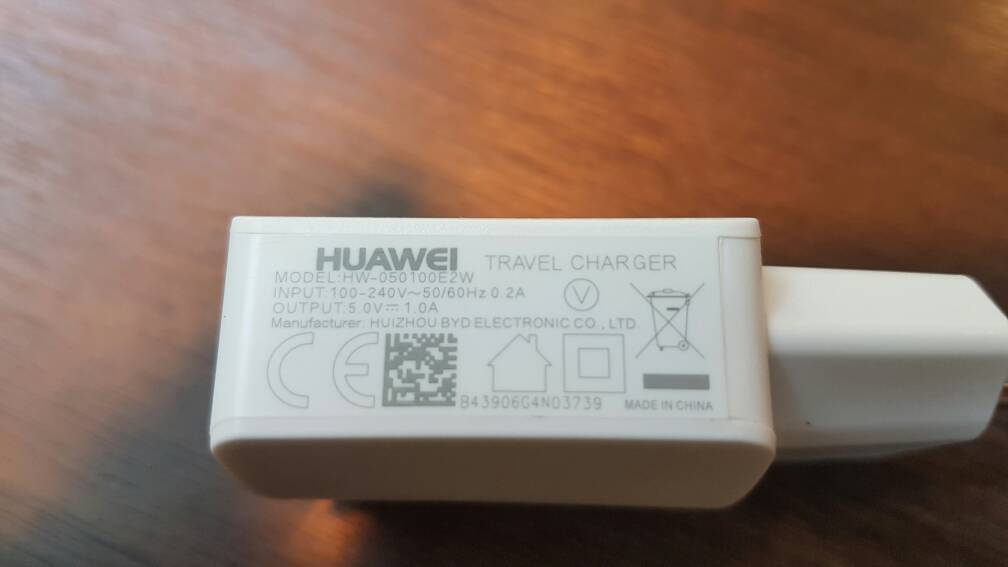 HUAWEI TRAVEL CHARGER
MODEL:HW-050100E2W
INPUT:100-240V~50/60Hz 0.2A
OUTPUT:5.0V⎓1.0A
Manufacturer: HUIZHOU BYD ELECTRONIC CO., LTD.
V
CE
B43906G4N03739
MADE IN CHINA